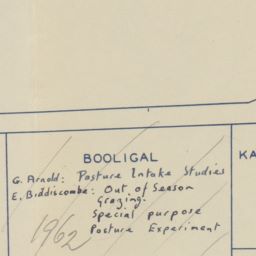 BOOLIGAL
KA
G. Arnold: Pasture Intake Studies
E. Biddiscombe: Out of Season
Grazing.
Special purpose
Pasture Experiment
1962